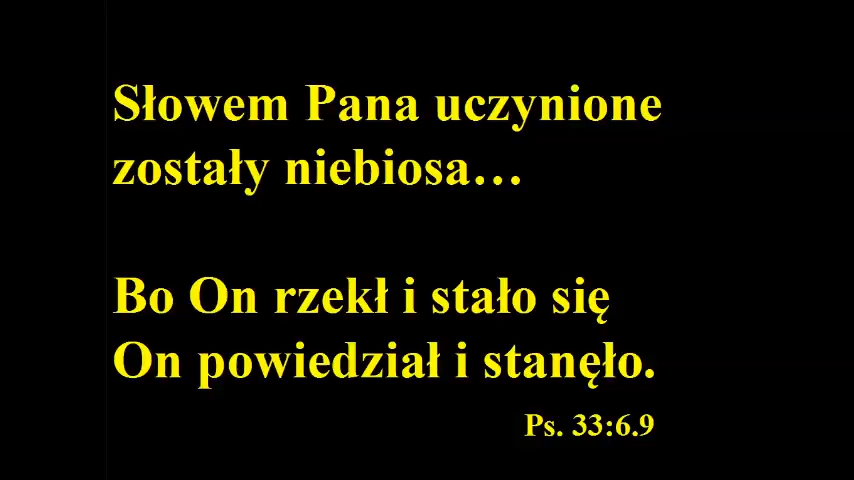 Słowem Pana uczynione
zostały niebiosa…
Bo On rzekł i stało się
On powiedział i stanęło.
Ps. 33:6.9